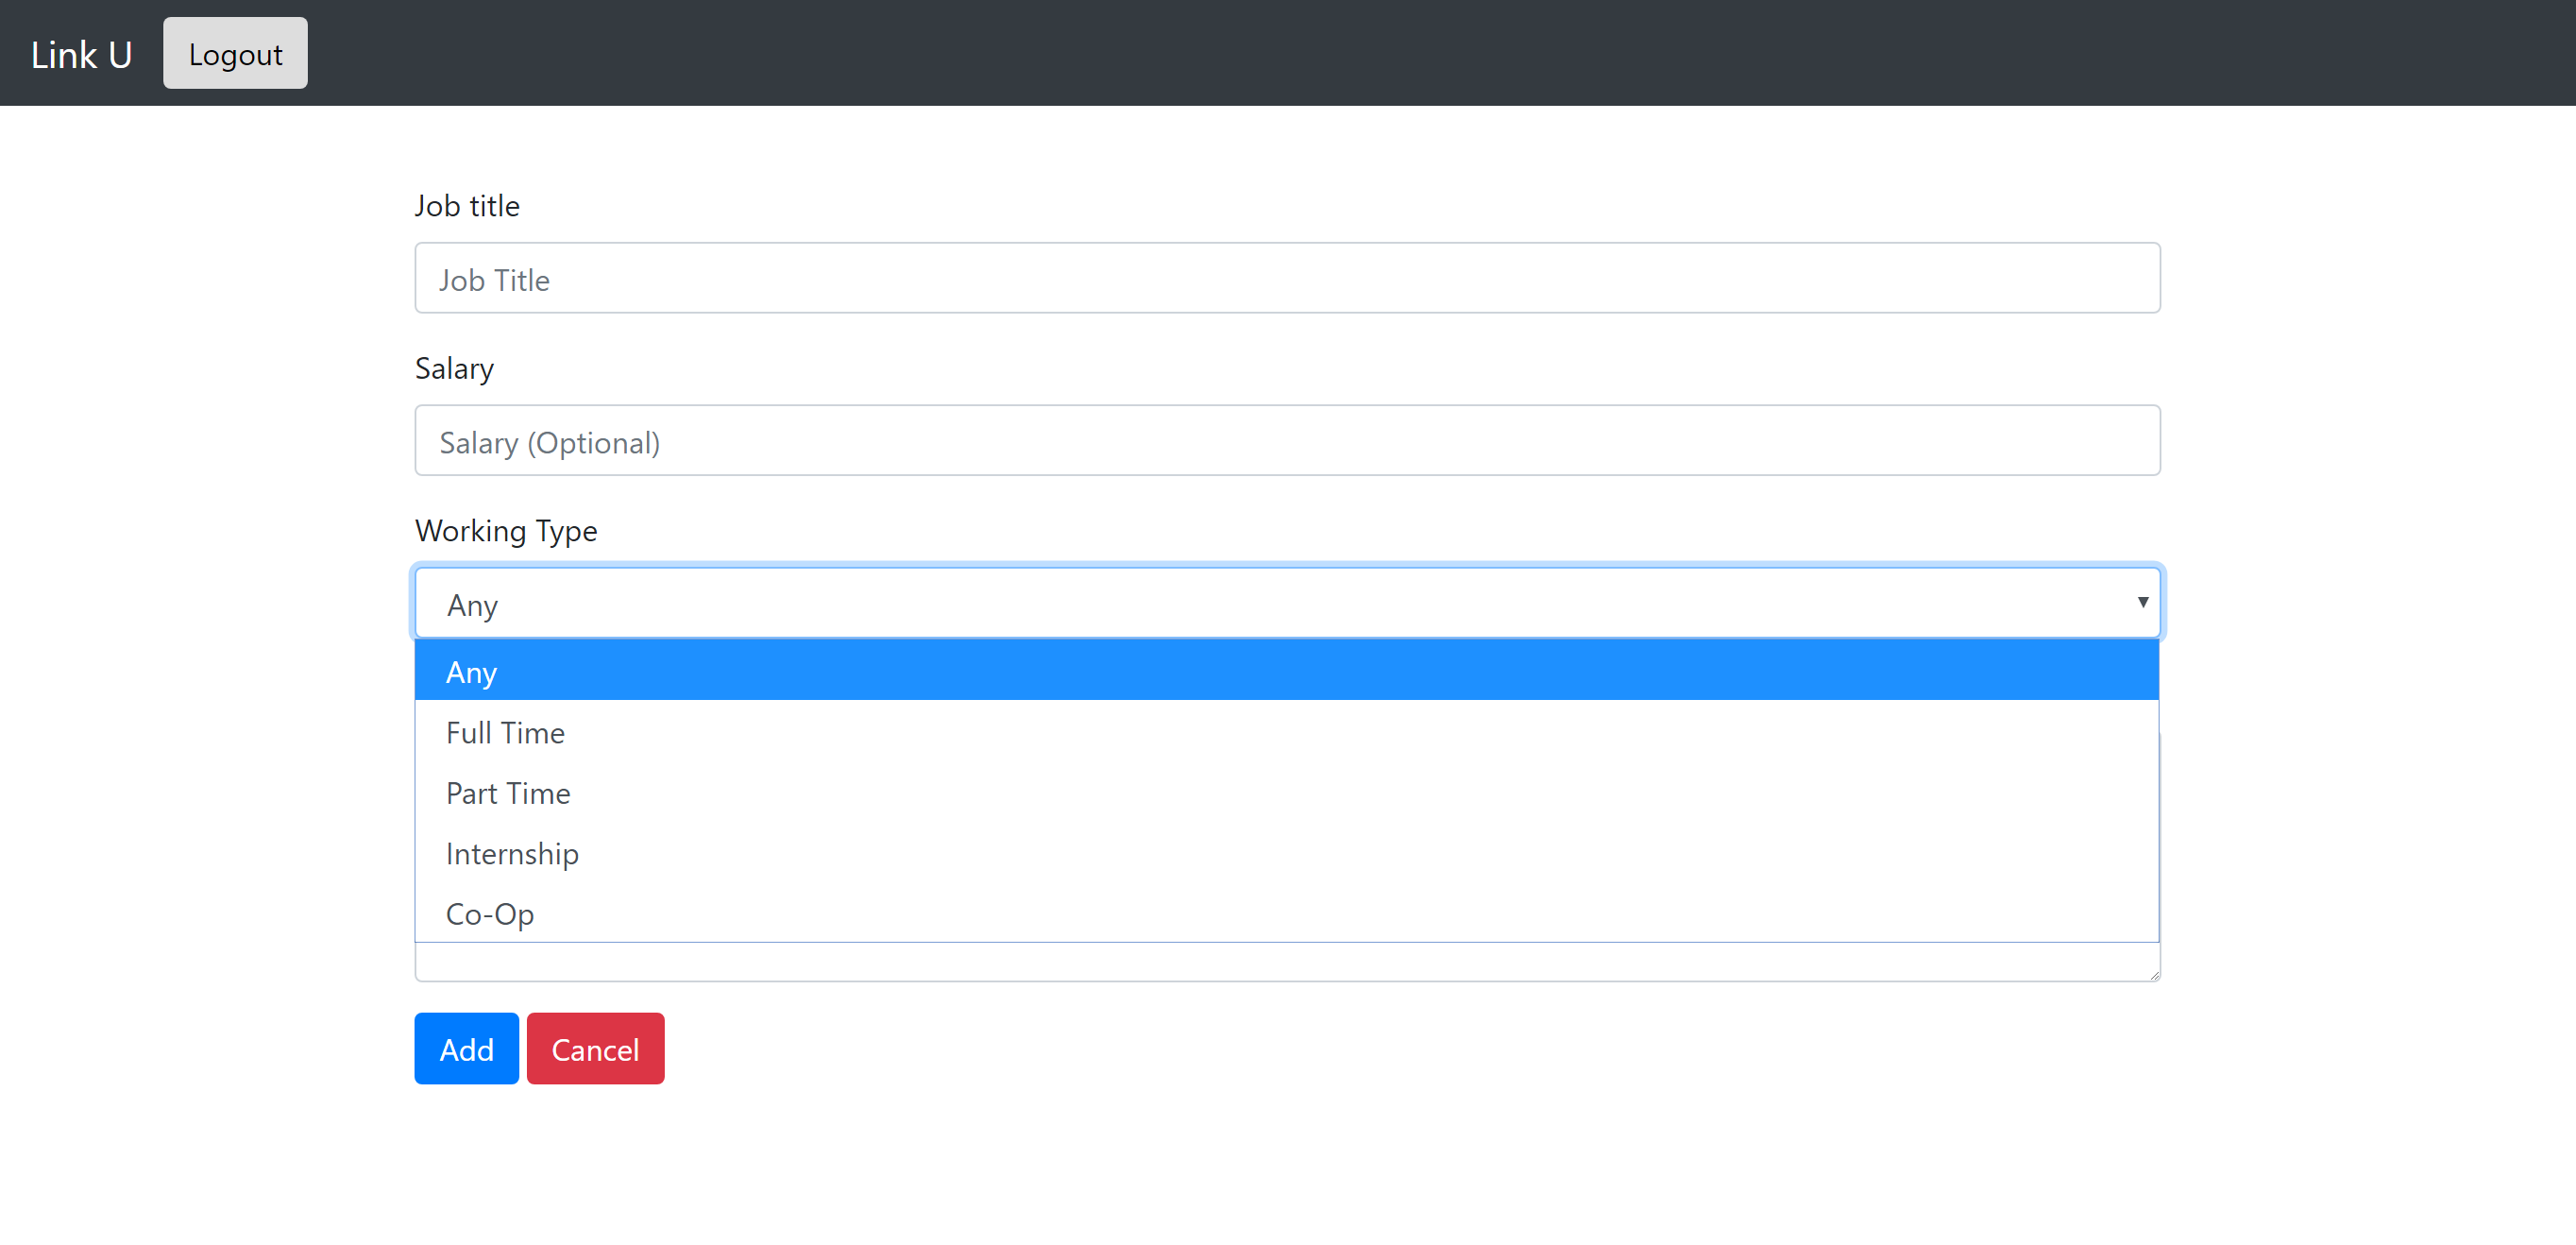 Link U Logout
Job title
Job Title
Salary
Salary (Optional)
Working Type
Any
Any
Full Time
Part Time
Internship
Co-Op
Add Cancel